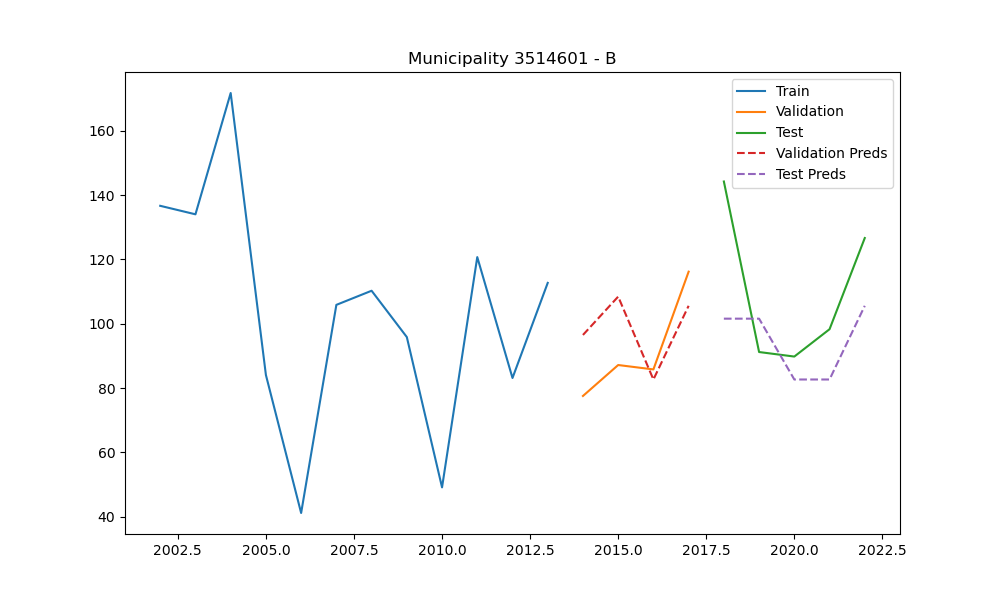 Municipality 3514601 - B
Train
Validation
Test
Validation Preds
Test Preds
160
140
120
100
80
60
40
2002.5 2005.0 2007.5 2010.0 2012.5 2015.0 2017.5 2020.0 2022.5